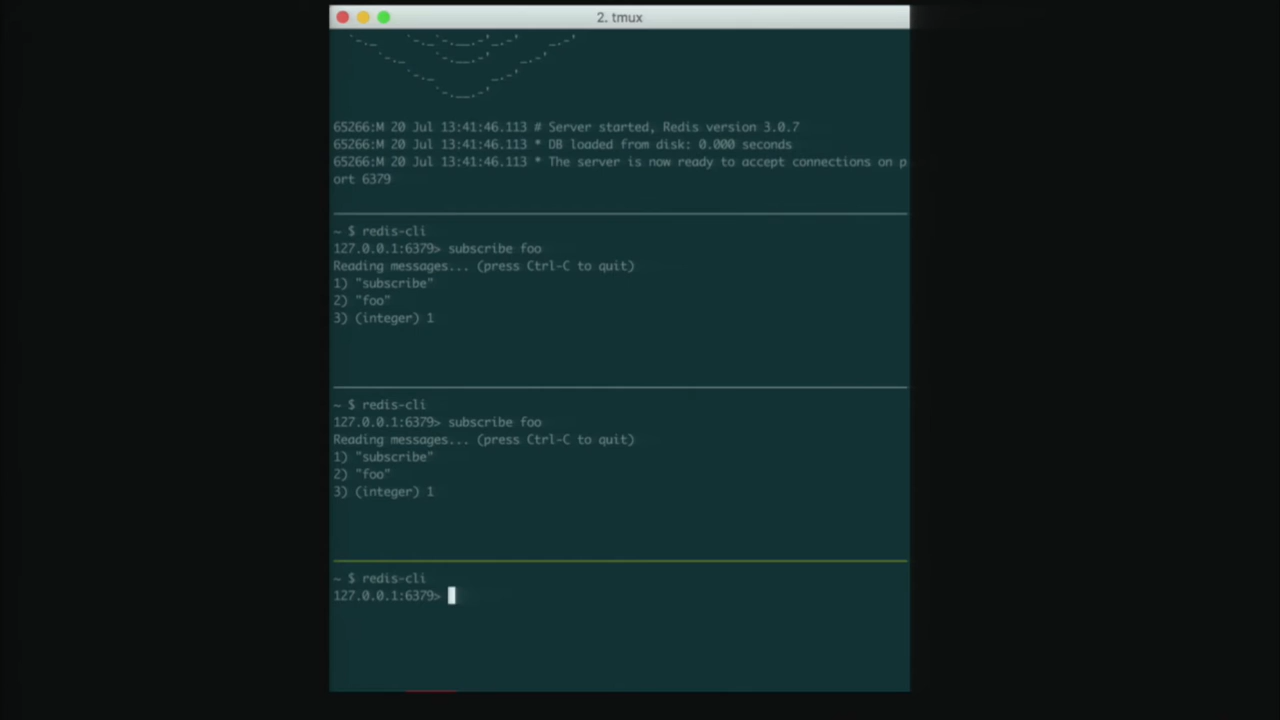 2. tmux
65266:M 20 Jul 13:41:46.113 # Server started, Redis version 3.0.7
65266:M 20 Jul 13:41:46.113 * DB loaded from disk: 0.000 seconds
65266:M 20 Jul 13:41:46.113 * The server is now ready to accept connections on p
ort 6379
~ $ redis-cli
127.0.0.1:6379> subscribe foo
Reading messages... (press Ctrl-C to quit)
1) "subscribe"
2) "foo"
3) (integer) 1
~ $ redis-cli
127.0.0.1:6379> subscribe foo
Reading messages... (press Ctrl-C to quit)
1) "subscribe"
2) "foo"
3) (integer) 1
~ $ redis-cli
127.0.0.1:6379>